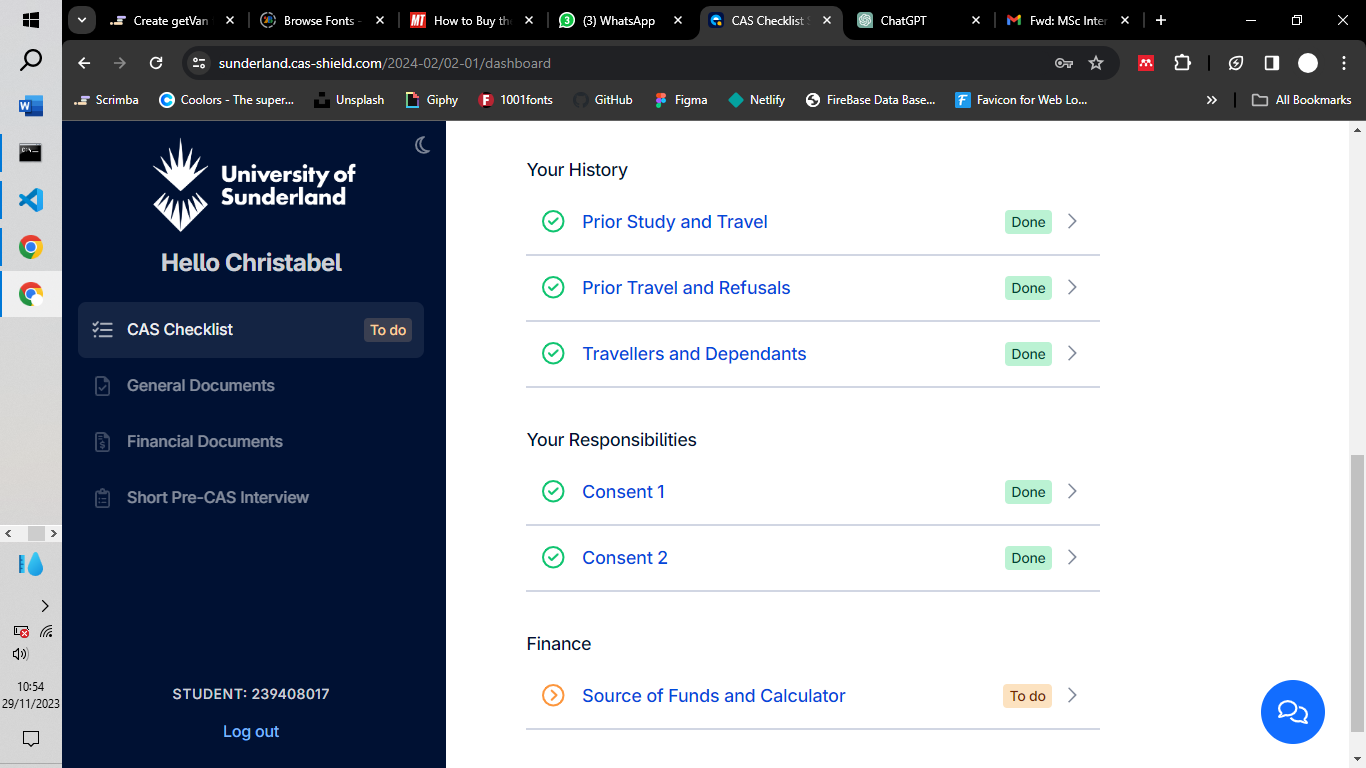 Create getVan
Browse Fonts -
MT
How to Buy the
3
(3) WhatsApp
CAS Checklist S
ChatGPT
Fwd: MSc Inter
sunderland.cas-shield.com/2024-02/02-01/dashboard
Scrimba
Coolors - The super...
Unsplash
Giphy
F
1001fonts
GitHub
Figma
Netlify
FireBase Data Base...
F
Favicon for Web Lo...
»
All Bookmarks
University of
Sunderland
Hello Christabel
CAS Checklist
To do
General Documents
Financial Documents
Short Pre-CAS Interview
STUDENT: 239408017
Log out
Your History
Prior Study and Travel
Done
Prior Travel and Refusals
Done
Travellers and Dependants
Done
Your Responsibilities
Consent 1
Done
Consent 2
Done
Finance
Source of Funds and Calculator
To do
10:54
29/11/2023